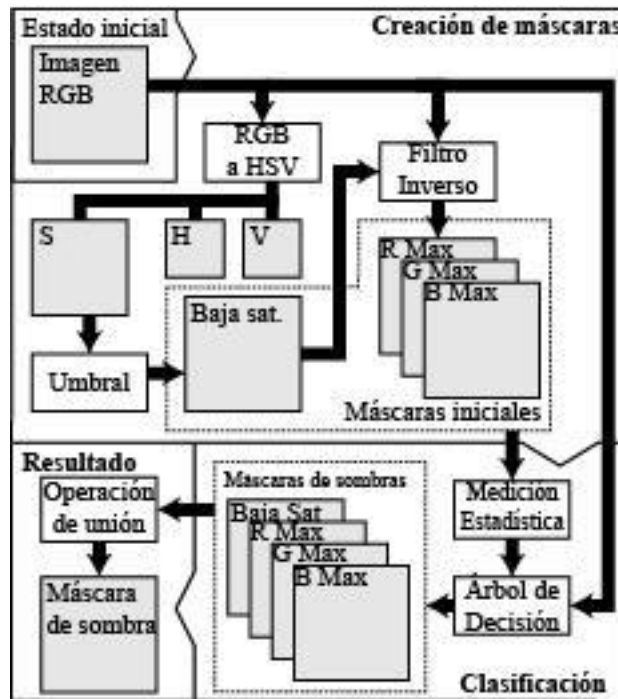 Estado inicial
Creación de máscaras
Imagen
RGB
RGB
a HSV
Filtro
Inverso
S
H
V
R Max
G Max
B Max
Baja sat.
Umbral
Máscaras iniciales
Resultado
Máscaras de sombras
Operación
de unión
Baja Sat
R Max
G Max
B Max
Medición
Estadística
Máscara
de sombra
Árbol de
Decisión
Clasificación